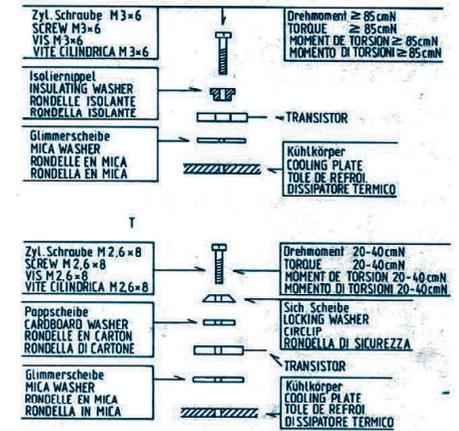 Zyl. Schraube M 3×6
SCREW M3×6
VIS M3×6
VITE CILINDRICA M 3×6
Drehmoment ≥ 85cmN
TORQUE ≥ 85cmN
MOMENT DE TORSION ≥ 85cmN
MOMENTO DI TORSIONI ≥ 85cmN
Isoliernippel
INSULATING WASHER
RONDELLE ISOLANTE
RONDELLA ISOLANTE
TRANSISTOR
Glimmerscheibe
MICA WASHER
RONDELLE EN MICA
RONDELLA EN MICA
Kühlkörper
COOLING PLATE
TOLE DE REFROI.
DISSIPATORE TERMICO
T
Zyl. Schraube M 2,6×8
SCREW M 2,6×8
VIS M 2,6×8
VITE CILINDRICA M 2,6×8
Drehmoment 20-40cmN
TORQUE 20-40cmN
MOMENT DE TORSION 20-40cmN
MOMENTO DI TORSIONI 20-40cmN
Pappscheibe
CARDBOARD WASHER
RONDELLE EN CARTON
RONDELLA DI CARTONE
Sich. Scheibe
LOCKING WASHER
CIRCLIP
RONDELLA DI SICUREZZA
TRANSISTOR
Glimmerscheibe
MICA WASHER
RONDELLE EN MICA
RONDELLA IN MICA
Kühlkörper
COOLING PLATE
TOLE DE REFROI
DISSIPATORE TERMICO